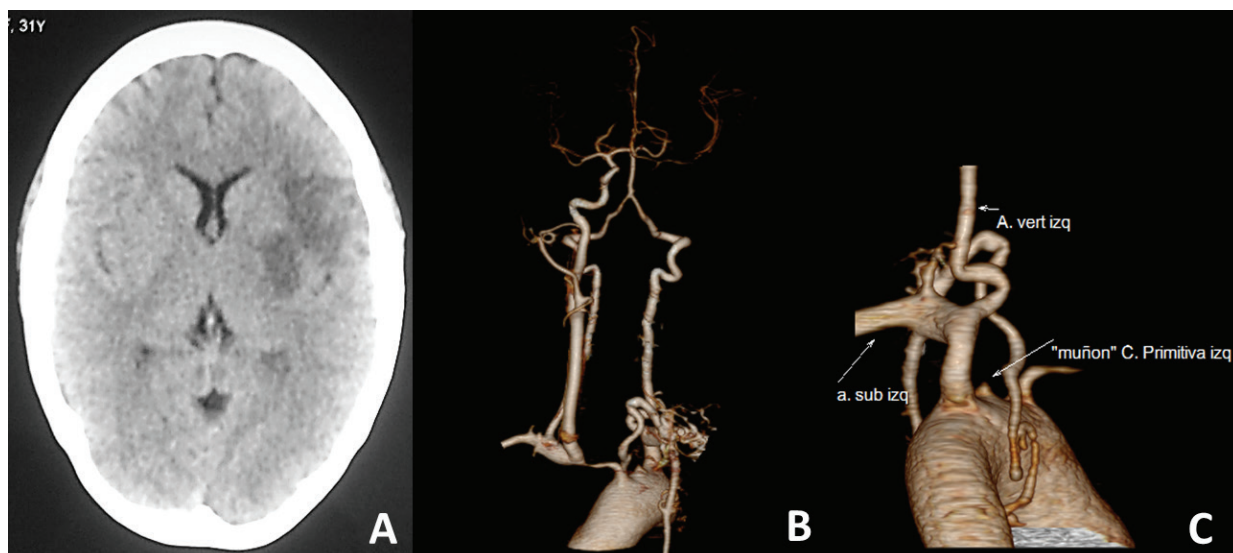 F, 31Y
A. vert izq
"muñon" C. Primitiva izq
a. sub izq
A
B
C